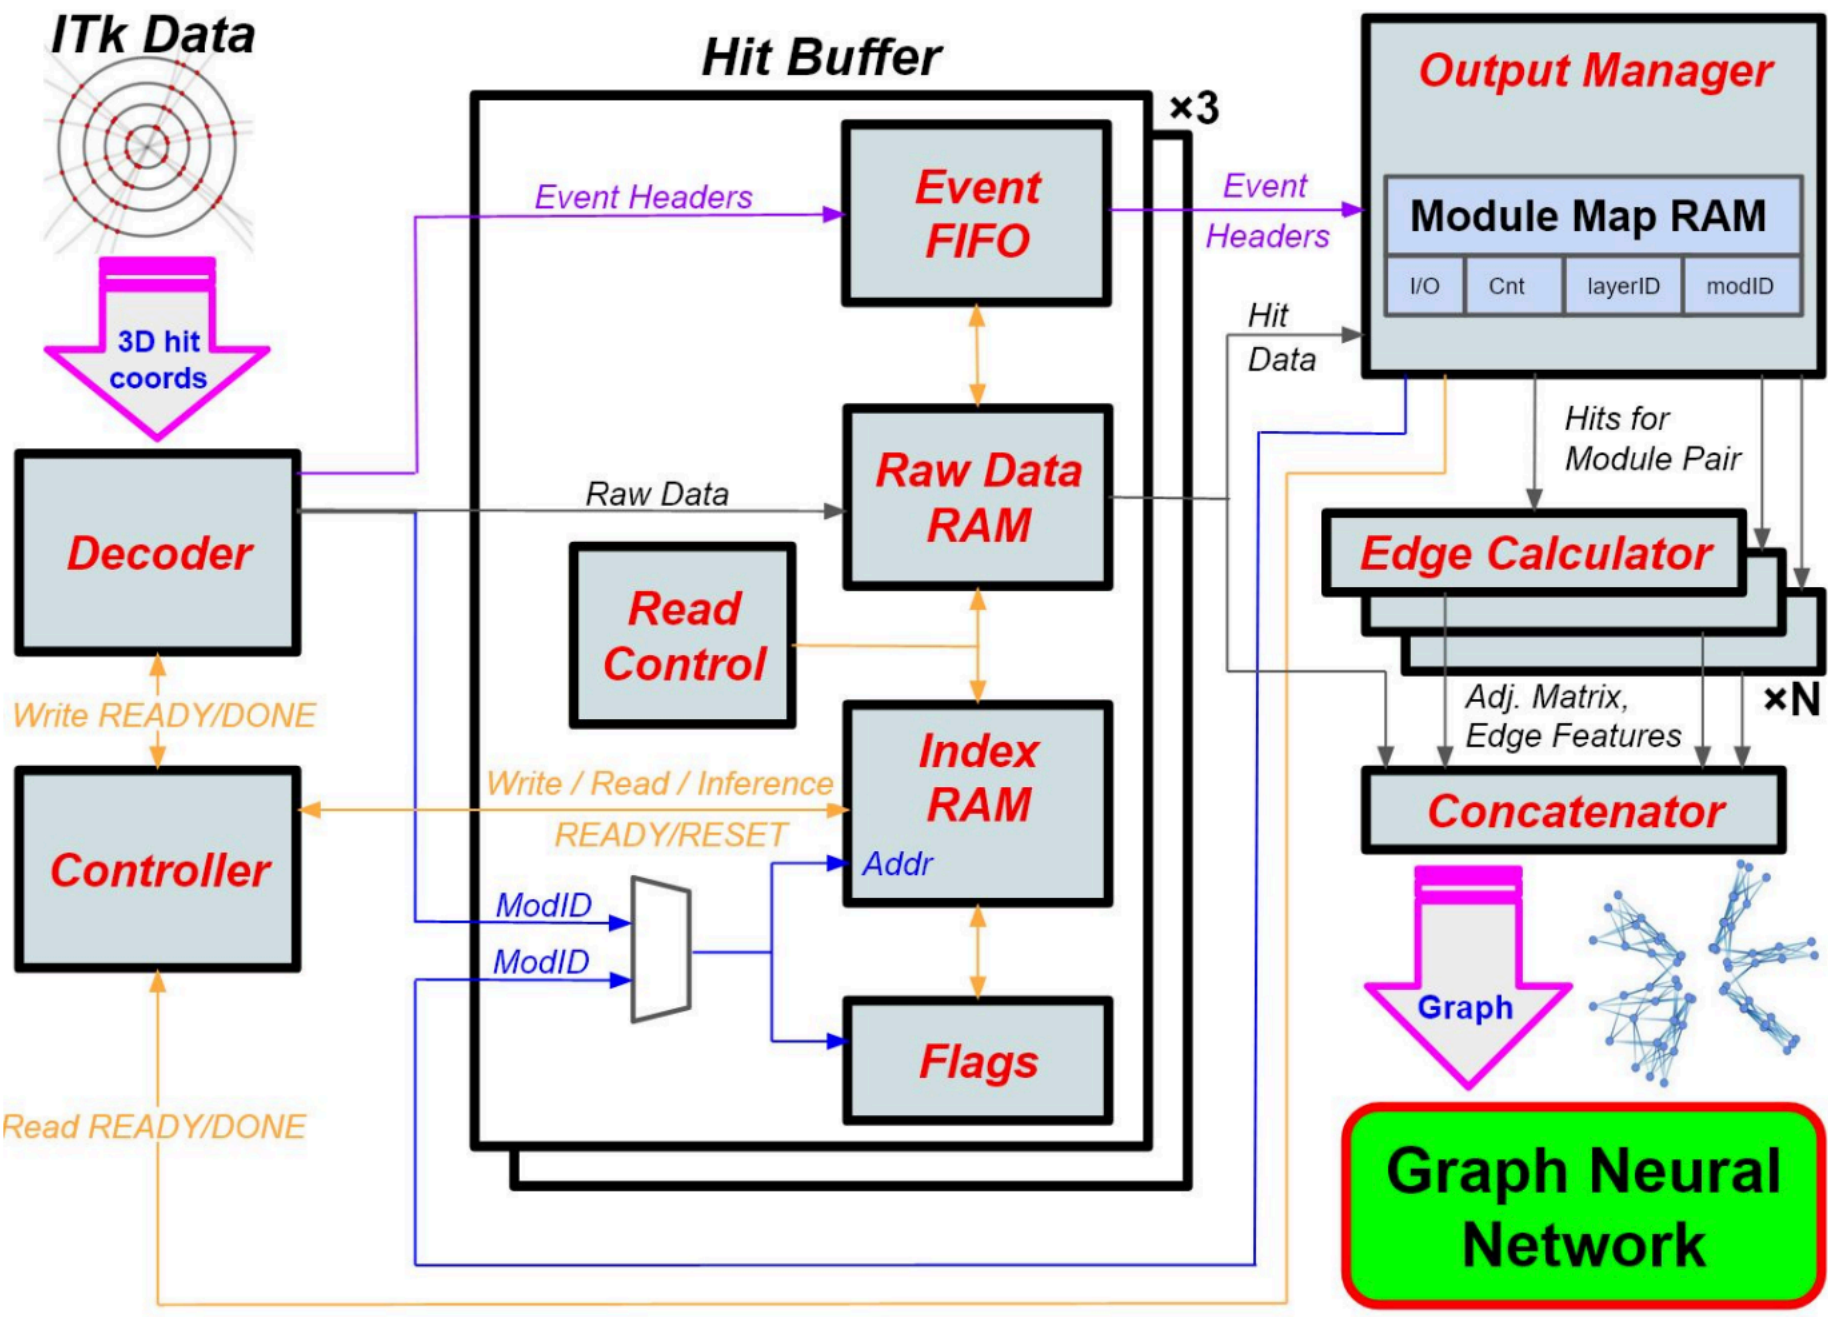 ITk Data
3D hit
coords
Decoder
Write READY/DONE
Controller
Read READY/DONE
Hit Buffer
×3
Event Headers
Event
FIFO
Raw Data
Raw Data
RAM
Read
Control
Write / Read / Inference
READY/RESET
Index
RAM
Addr
ModID
ModID
Flags
Event
Headers
Hit
Data
Output Manager
Module Map RAM
I/O Cnt layerID modID
Hits for
Module Pair
Edge Calculator
×N
Adj. Matrix,
Edge Features
Concatenator
Graph
Graph Neural
Network